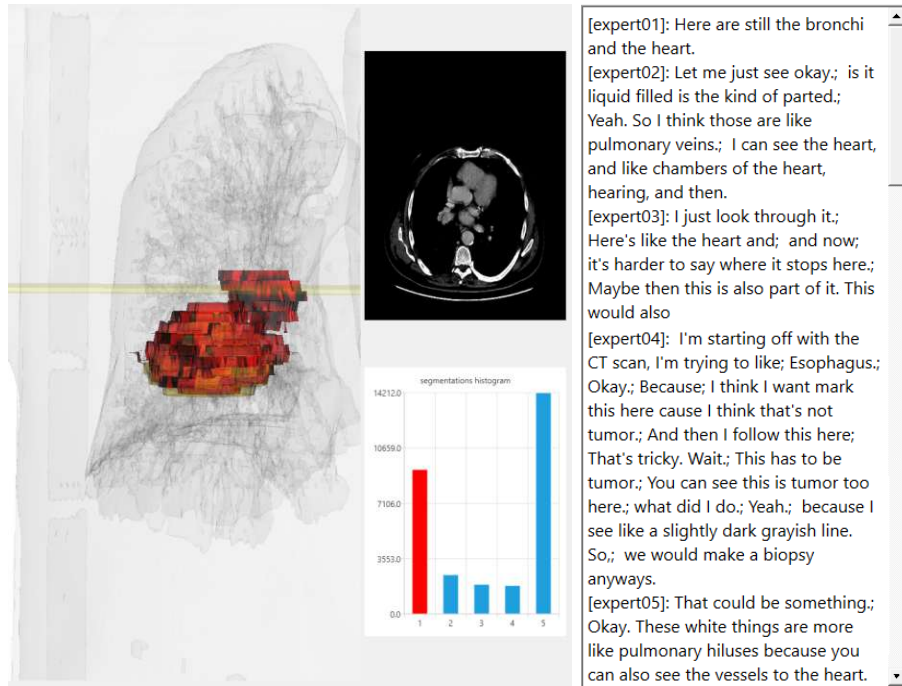 [expert01]: Here are still the bronchi
and the heart.
[expert02]: Let me just see okay.;  is it
liquid filled is the kind of parted.;
Yeah. So I think those are like
pulmonary veins.;  I can see the heart,
and like chambers of the heart,
hearing, and then.
[expert03]: I just look through it.;
Here's like the heart and;  and now;
it's harder to say where it stops here.;
Maybe then this is also part of it. This
would also
[expert04]:  I'm starting off with the
CT scan, I'm trying to like; Esophagus.;
Okay.; Because; I think I want mark
this here cause I think that's not
tumor.; And then I follow this here;
That's tricky. Wait.; This has to be
tumor.; You can see this is tumor too
here.; what did I do.; Yeah.;  because I
see like a slightly dark grayish line.
So,;  we would make a biopsy
anyways.
[expert05]: That could be something.;
Okay. These white things are more
like pulmonary hiluses because you
can also see the vessels to the heart.
segmentations histogram
14212.0
10659.0
7106.0
3553.0
0.0
1 2 3 4 5